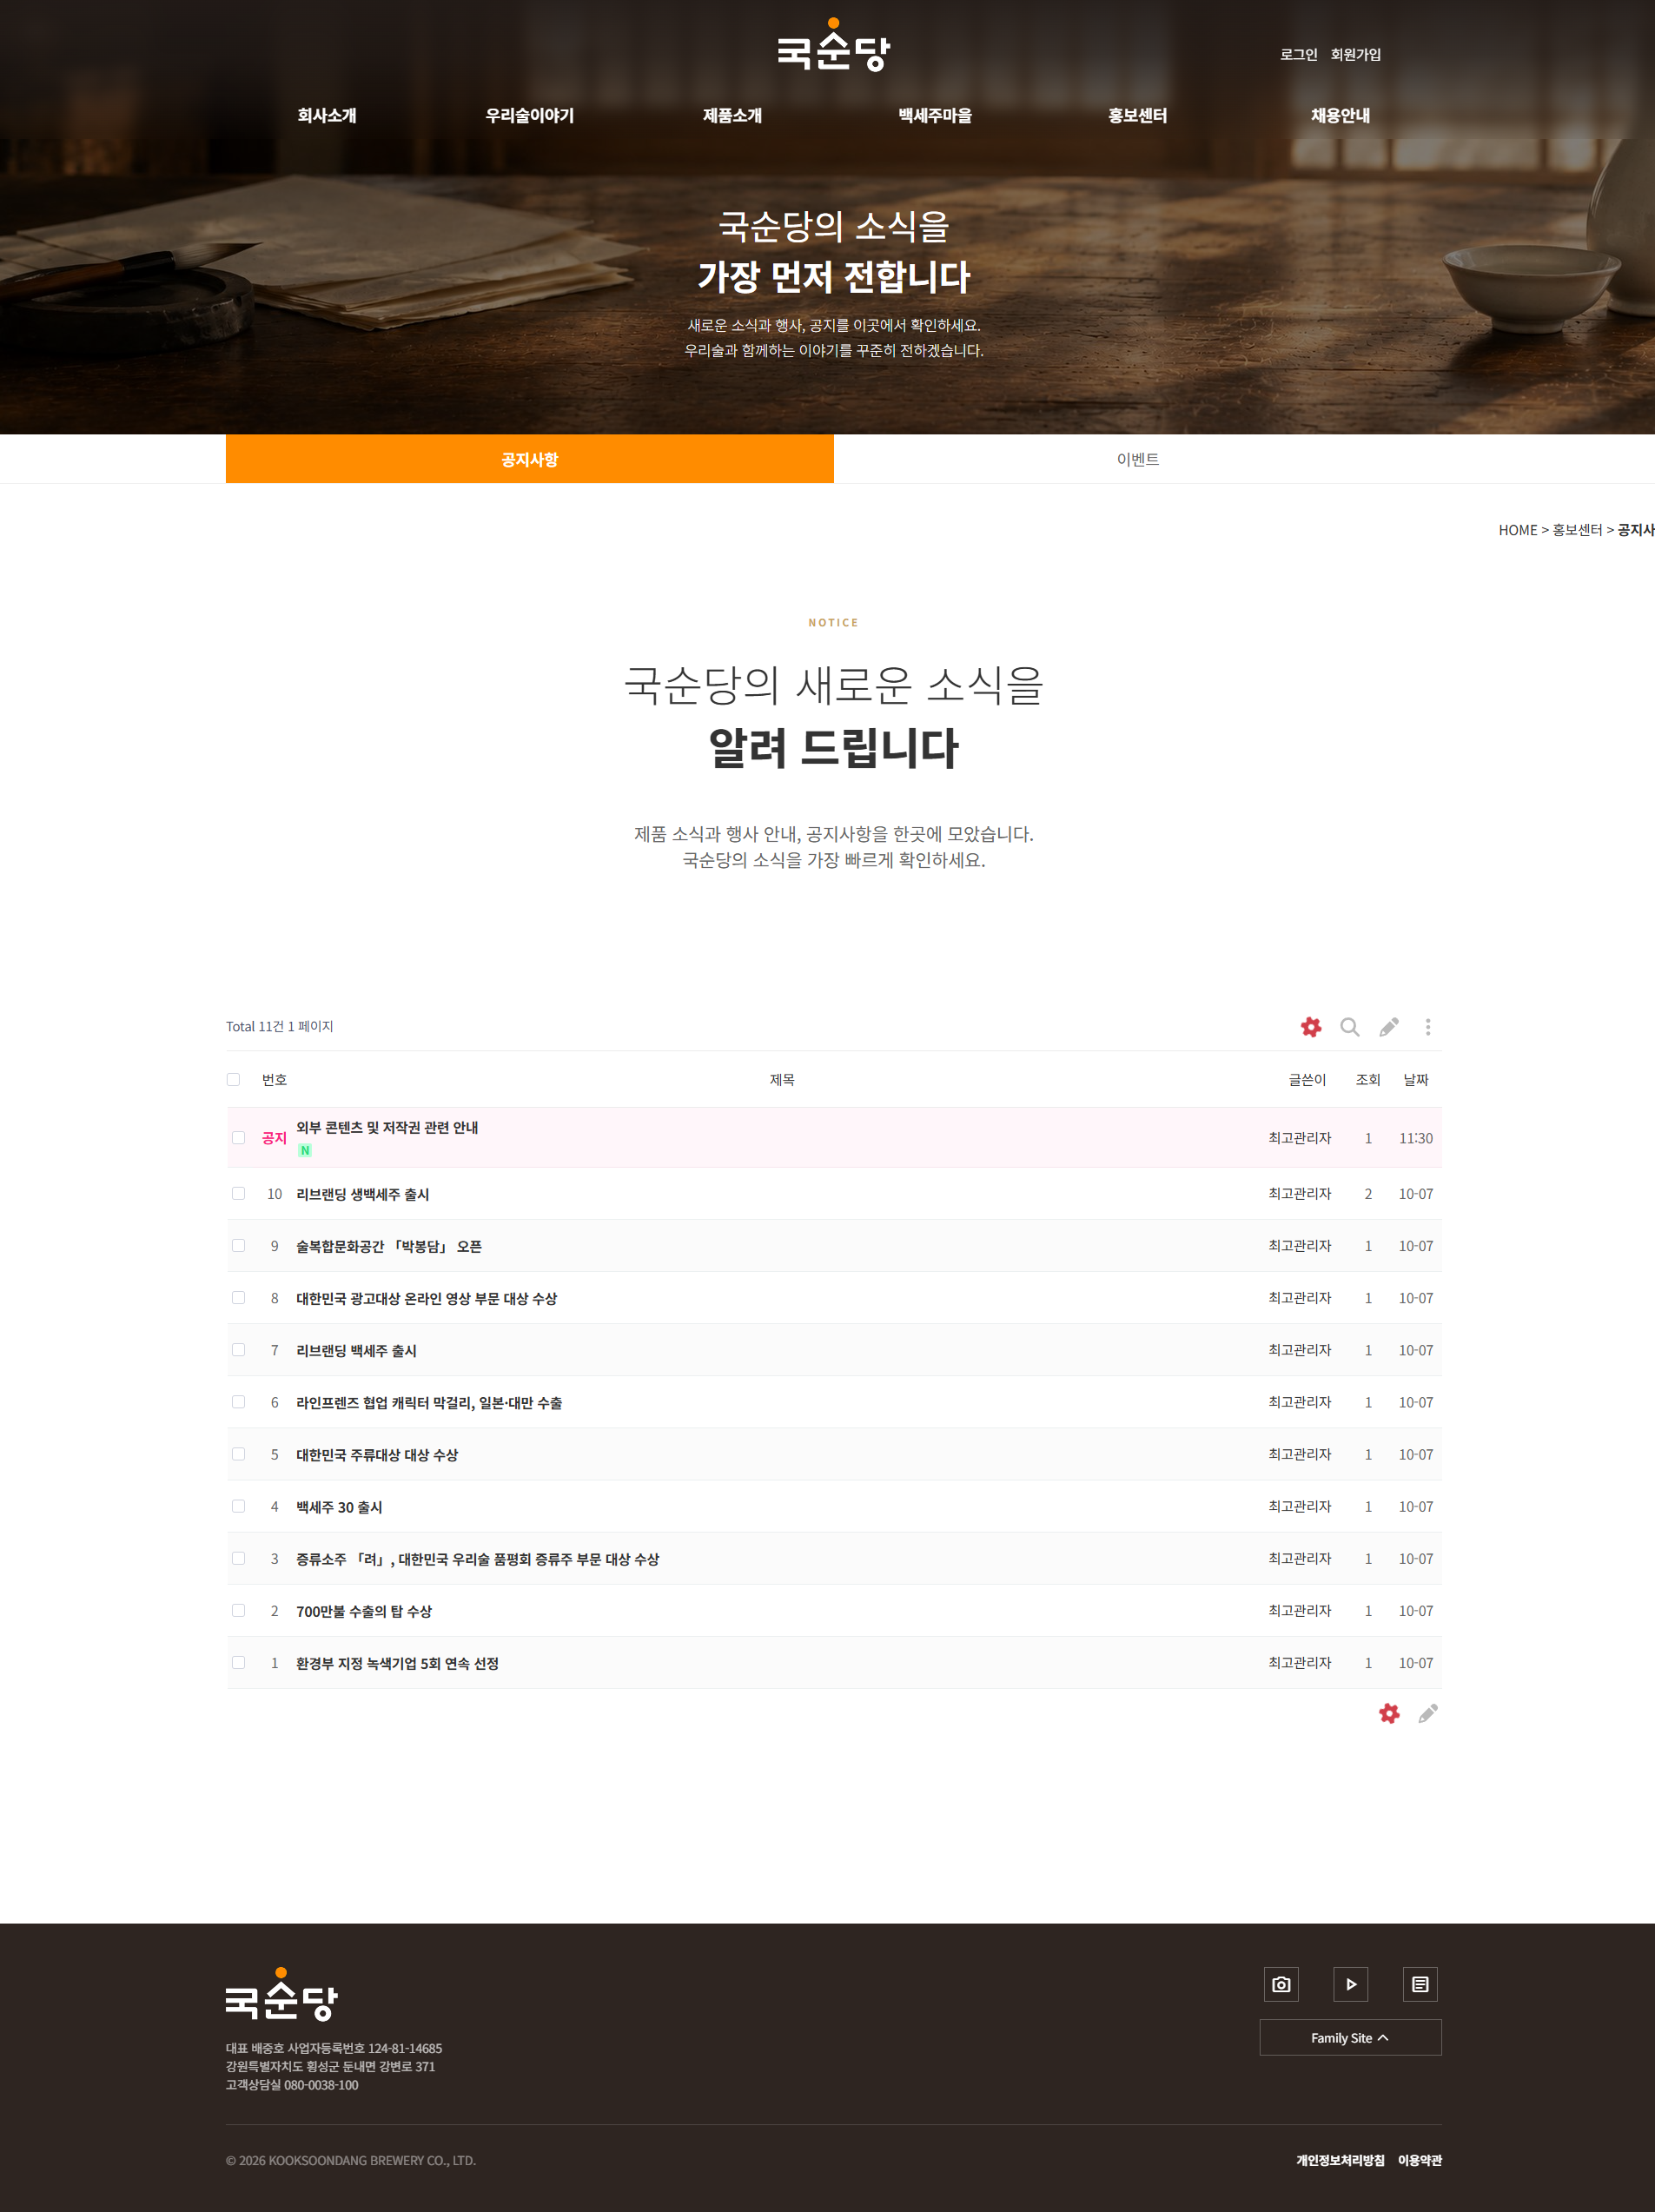 국순당
로그인 회원가입
회사소개 우리술이야기 제품소개 백세주마을 홍보센터 채용안내
국순당의 소식을
가장 먼저 전합니다
새로운 소식과 행사, 공지를 이곳에서 확인하세요.
우리술과 함께하는 이야기를 꾸준히 전하겠습니다.
공지사항 이벤트
HOME > 홍보센터 > 공지사
NOTICE
국순당의 새로운 소식을
알려 드립니다
제품 소식과 행사 안내, 공지사항을 한곳에 모았습니다.
국순당의 소식을 가장 빠르게 확인하세요.
Total 11건 1 페이지
번호 제목 글쓴이 조회 날짜
공지 외부 콘텐츠 및 저작권 관련 안내 N 최고관리자 1 11:30
10 리브랜딩 생백세주 출시 최고관리자 2 10-07
9 술복합문화공간 「박봉담」 오픈 최고관리자 1 10-07
8 대한민국 광고대상 온라인 영상 부문 대상 수상 최고관리자 1 10-07
7 리브랜딩 백세주 출시 최고관리자 1 10-07
6 라인프렌즈 협업 캐릭터 막걸리, 일본·대만 수출 최고관리자 1 10-07
5 대한민국 주류대상 대상 수상 최고관리자 1 10-07
4 백세주 30 출시 최고관리자 1 10-07
3 증류소주 「려」, 대한민국 우리술 품평회 증류주 부문 대상 수상 최고관리자 1 10-07
2 700만불 수출의 탑 수상 최고관리자 1 10-07
1 환경부 지정 녹색기업 5회 연속 선정 최고관리자 1 10-07
국순당
대표 배중호 사업자등록번호 124-81-14685
강원특별자치도 횡성군 둔내면 강변로 371
고객상담실 080-0038-100
Family Site
© 2026 KOOKSOONDANG BREWERY CO., LTD.
개인정보처리방침 이용약관